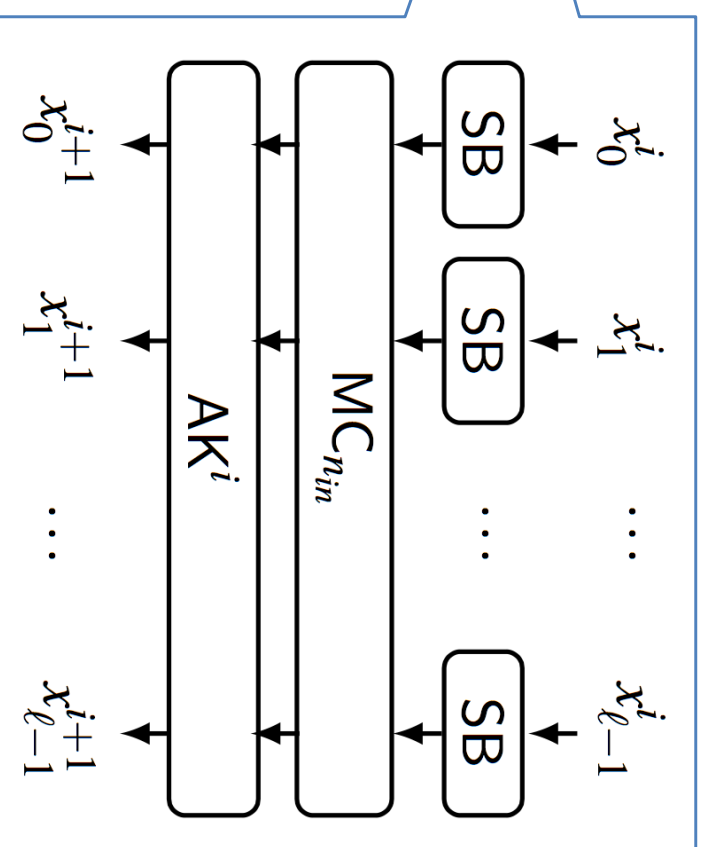 x_0^i x_1^i ⋯ x_{ℓ-1}^i
SB SB ⋯ SB
MC_{n_{in}}
AK^i
x_0^{i+1} x_1^{i+1} ⋯ x_{ℓ-1}^{i+1}